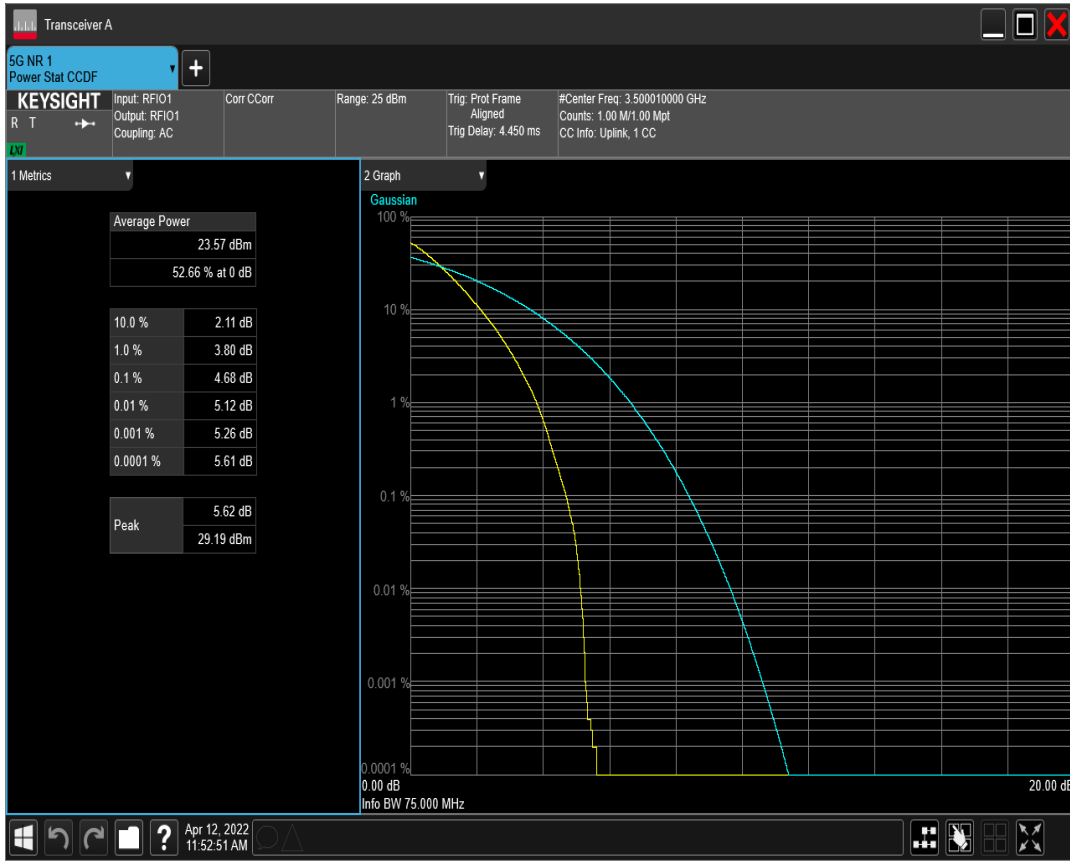 Transceiver A
5G NR 1
Power Stat CCDF
+
KEYSIGHT
R T
LXI
Input: RFIO1
Output: RFIO1
Coupling: AC
Corr CCorr
Range: 25 dBm
Trig: Prot Frame
Aligned
Trig Delay: 4.450 ms
#Center Freq: 3.500010000 GHz
Counts: 1.00 M/1.00 Mpt
CC Info: Uplink, 1 CC
1 Metrics
Average Power
23.57 dBm
52.66 % at 0 dB
10.0 % 2.11 dB
1.0 % 3.80 dB
0.1 % 4.68 dB
0.01 % 5.12 dB
0.001 % 5.26 dB
0.0001 % 5.61 dB
Peak 5.62 dB
29.19 dBm
2 Graph
Gaussian
100 %
10 %
1 %
0.1 %
0.01 %
0.001 %
0.0001 %
0.00 dB 20.00 dB
Info BW 75.000 MHz
?
Apr 12, 2022
11:52:51 AM